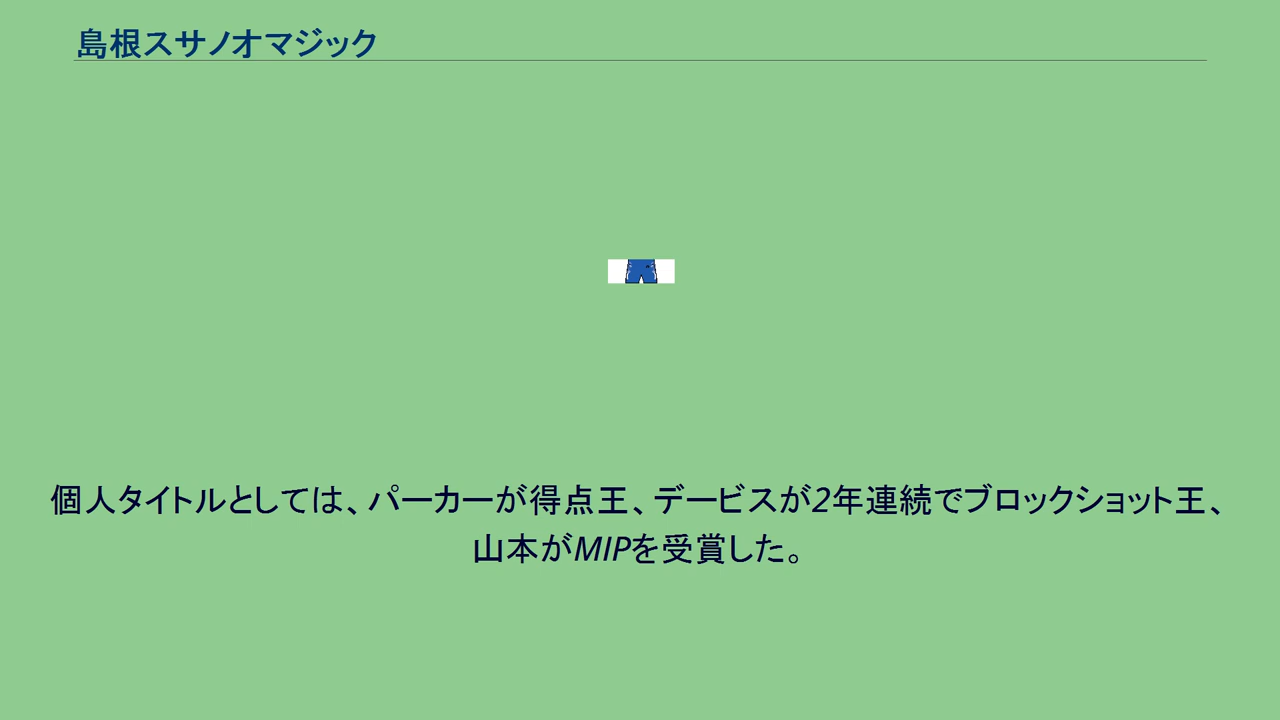 島根スサノオマジック
個人タイトルとしては、パーカーが得点王、デービスが2年連続でブロックショット王、
山本がMIPを受賞した。